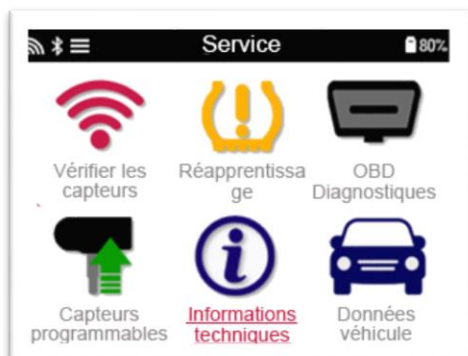 Service
80%
Vérifier les
capteurs
Réapprentissa
ge
OBD
Diagnostiques
Capteurs
programmables
Informations
techniques
Données
véhicule